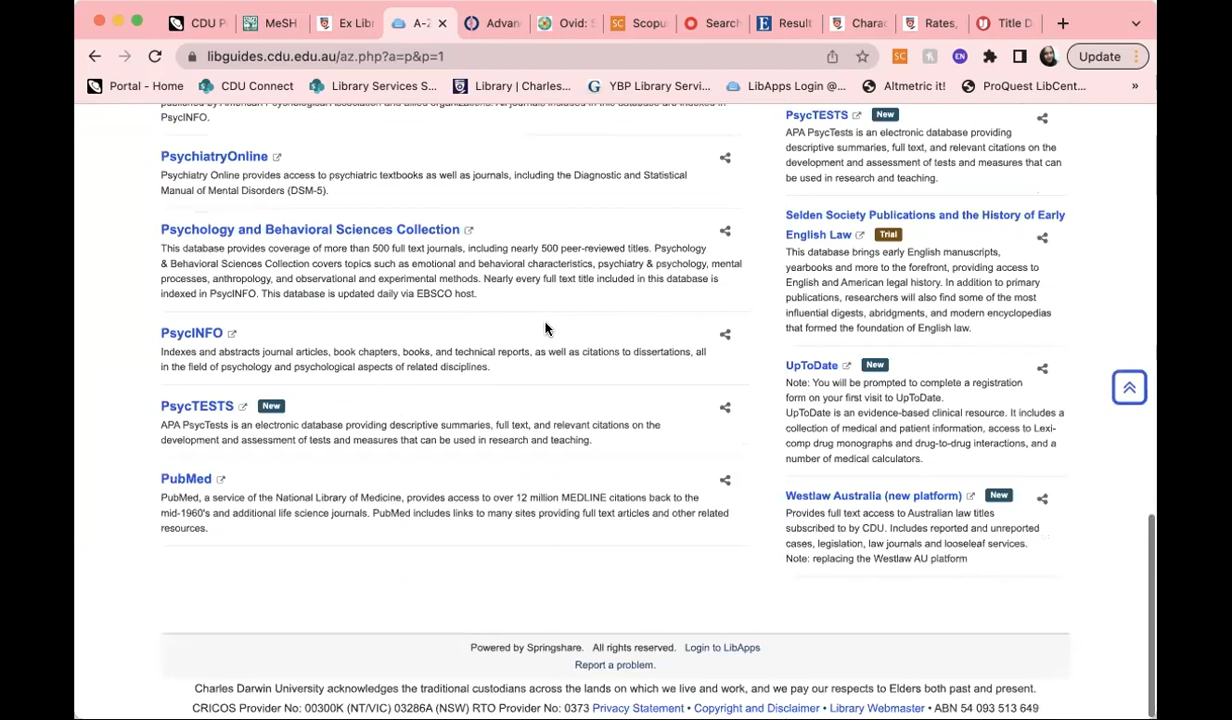 CDU P
MeSH
Ex Lib
A-Z
Advan
Ovid: S
Scopu
Search
Result
Charac
Rates,
Title D
libguides.cdu.edu.au/az.php?a=p&p=1
Update
Portal - Home
CDU Connect
Library Services S...
Library | Charles...
YBP Library Servi...
LibApps Login @...
Altmetric it!
ProQuest LibCent...
»
PsycINFO.
PsychiatryOnline
Psychiatry Online provides access to psychiatric textbooks as well as journals, including the Diagnostic and Statistical
Manual of Mental Disorders (DSM-5).
Psychology and Behavioral Sciences Collection
This database provides coverage of more than 500 full text journals, including nearly 500 peer-reviewed titles. Psychology
& Behavioral Sciences Collection covers topics such as emotional and behavioral characteristics, psychiatry & psychology, mental
processes, anthropology, and observational and experimental methods. Nearly every full text title included in this database is
indexed in PsycINFO. This database is updated daily via EBSCO host.
PsycINFO
Indexes and abstracts journal articles, book chapters, books, and technical reports, as well as citations to dissertations, all
in the field of psychology and psychological aspects of related disciplines.
PsycTESTS New
APA PsycTests is an electronic database providing descriptive summaries, full text, and relevant citations on the
development and assessment of tests and measures that can be used in research and teaching.
PubMed
PubMed, a service of the National Library of Medicine, provides access to over 12 million MEDLINE citations back to the
mid-1960's and additional life science journals. PubMed includes links to many sites providing full text articles and other related
resources.
PsycTESTS New
APA PsycTests is an electronic database providing
descriptive summaries, full text, and relevant citations on the
development and assessment of tests and measures that can
be used in research and teaching.
Selden Society Publications and the History of Early
English Law Trial
This database brings early English manuscripts,
yearbooks and more to the forefront, providing access to
English and American legal history. In addition to primary
publications, researchers will also find some of the most
influential digests, abridgments, and modern encyclopedias
that formed the foundation of English law.
UpToDate New
Note: You will be prompted to complete a registration
form on your first visit to UpToDate.
UpToDate is an evidence-based clinical resource. It includes a
collection of medical and patient information, access to Lexi-
comp drug monographs and drug-to-drug interactions, and a
number of medical calculators.
Westlaw Australia (new platform) New
Provides full text access to Australian law titles
subscribed to by CDU. Includes reported and unreported
cases, legislation, law journals and looseleaf services.
Note: replacing the Westlaw AU platform
Powered by Springshare. All rights reserved. Login to LibApps
Report a problem.
Charles Darwin University acknowledges the traditional custodians across the lands on which we live and work, and we pay our respects to Elders both past and present.
CRICOS Provider No: 00300K (NT/VIC) 03286A (NSW) RTO Provider No: 0373 Privacy Statement • Copyright and Disclaimer • Library Webmaster • ABN 54 093 513 649